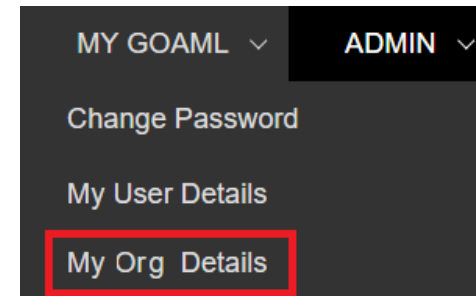 MY GOAML ADMIN
Change Password
My User Details
My Org Details